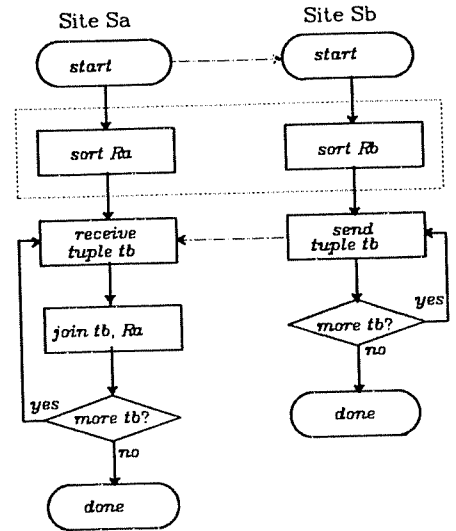 Site Sa
Site Sb
start
start
sort Ra
sort Rb
receive
tuple tb
send
tuple tb
join tb, Ra
more tb?
yes
no
more tb?
yes
no
done
done